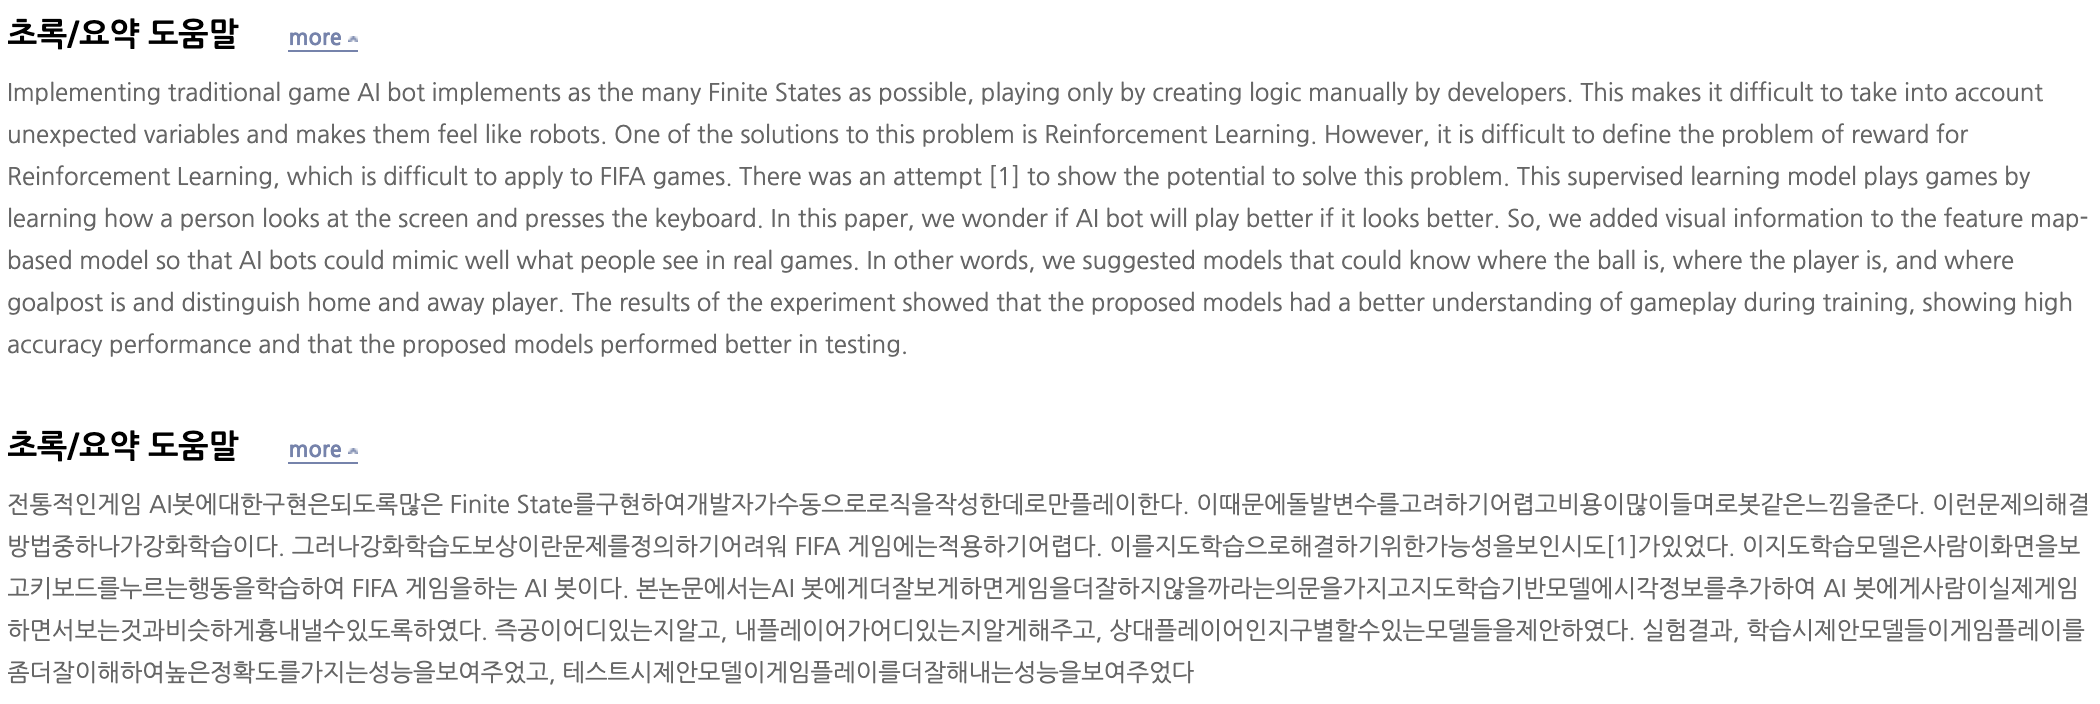 초록/요약 도움말 more
Implementing traditional game AI bot implements as the many Finite States as possible, playing only by creating logic manually by developers. This makes it difficult to take into account
unexpected variables and makes them feel like robots. One of the solutions to this problem is Reinforcement Learning. However, it is difficult to define the problem of reward for
Reinforcement Learning, which is difficult to apply to FIFA games. There was an attempt [1] to show the potential to solve this problem. This supervised learning model plays games by
learning how a person looks at the screen and presses the keyboard. In this paper, we wonder if AI bot will play better if it looks better. So, we added visual information to the feature map-
based model so that AI bots could mimic well what people see in real games. In other words, we suggested models that could know where the ball is, where the player is, and where
goalpost is and distinguish home and away player. The results of the experiment showed that the proposed models had a better understanding of gameplay during training, showing high
accuracy performance and that the proposed models performed better in testing.
초록/요약 도움말 more
전통적인게임 AI봇에대한구현은되도록많은 Finite State를구현하여개발자가수동으로로직을작성한데로만플레이한다. 이때문에돌발변수를고려하기어렵고비용이많이들며로봇같은느낌을준다. 이런문제의해결
방법중하나가강화학습이다. 그러나강화학습도보상이란문제를정의하기어려워 FIFA 게임에는적용하기어렵다. 이를지도학습으로해결하기위한가능성을보인시도[1]가있었다. 이지도학습모델은사람이화면을보
고키보드를누르는행동을학습하여 FIFA 게임을하는 AI 봇이다. 본논문에서는AI 봇에게더잘보게하면게임을더잘하지않을까라는의문을가지고지도학습기반모델에시각정보를추가하여 AI 봇에게사람이실제게임
하면서보는것과비슷하게흉내낼수있도록하였다. 즉공이어디있는지알고, 내플레이어가어디있는지알게해주고, 상대플레이어인지구별할수있는모델들을제안하였다. 실험결과, 학습시제안모델들이게임플레이를
좀더잘이해하여높은정확도를가지는성능을보여주었고, 테스트시제안모델이게임플레이를더잘해내는성능을보여주었다